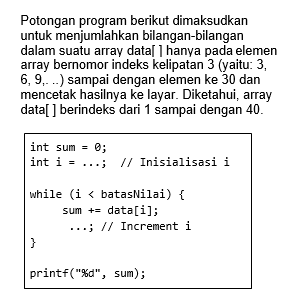 Potongan program berikut dimaksudkan
untuk menjumlahkan bilangan-bilangan
dalam suatu array data[ ] hanya pada elemen
array bernomor indeks kelipatan 3 (yaitu: 3,
6, 9,. ..) sampai dengan elemen ke 30 dan
mencetak hasilnya ke layar. Diketahui, array
data[ ] berindeks dari 1 sampai dengan 40.
int sum = 0;
int i = ...; // Inisialisasi i
while (i < batasNilai) {
sum += data[i];
...; // Increment i
}
printf("%d", sum);